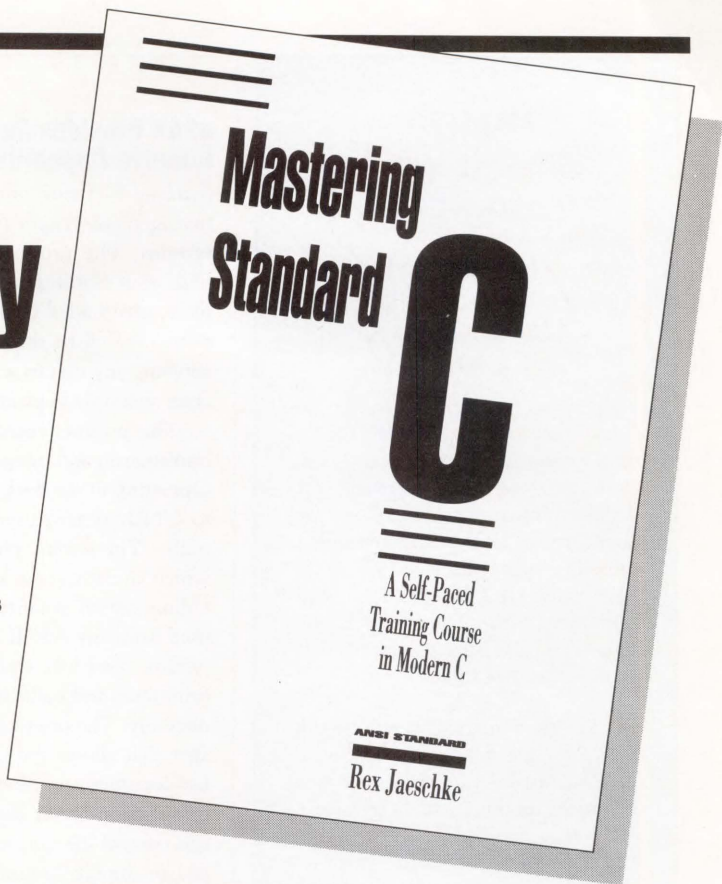 y
s
Mastering
Standard
C
A Self-Paced
Training Course
in Modern C
ANSI STANDARD
Rex Jaeschke